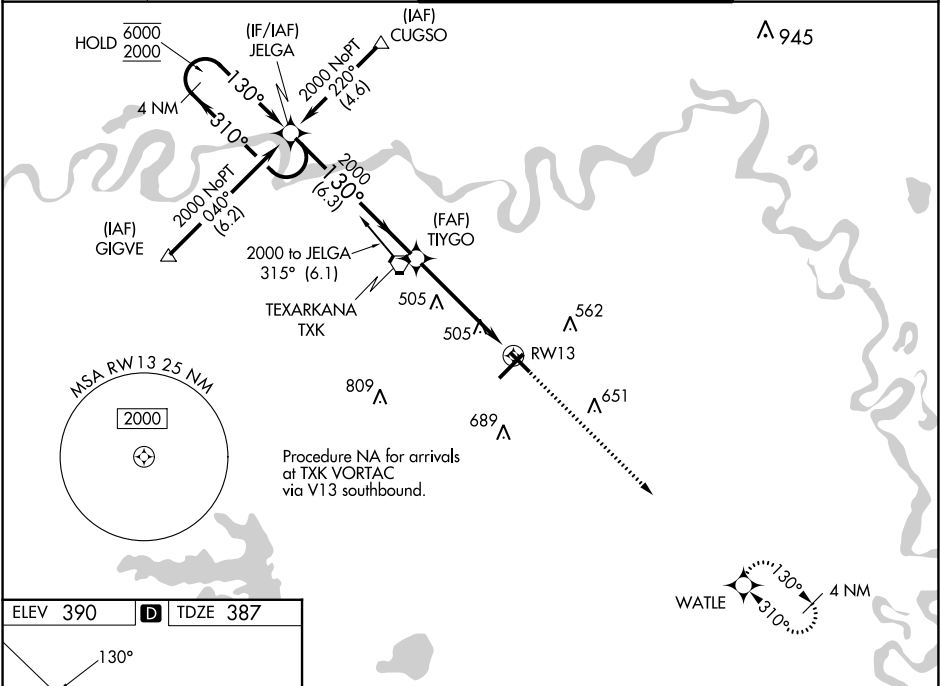 (IAF)
CUGSO
(IF/IAF)
JELGA
HOLD 6000
2000
945
130°
2000 NoPT
220°
(4.6)
4 NM
310°
2000 NoPT
040°
(6.2)
2000
130°
(6.3)
(IAF)
GIGVE
(FAF)
TIYGO
2000 to JELGA
315° (6.1)
TEXARKANA
TXK
505
505
562
RW13
MSA RW13 25 NM
809
651
2000
689
Procedure NA for arrivals
at TXK VORTAC
via V13 southbound.
WATLE
130°
310°
4 NM
ELEV 390 D TDZE 387
130°